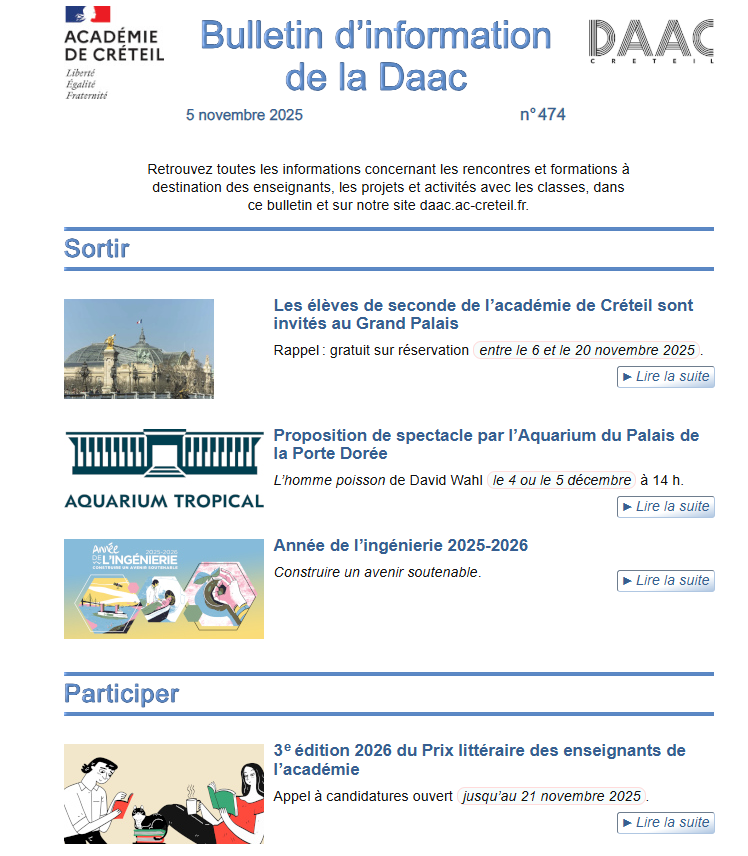 ACADÉMIE
DE CRÉTEIL
Liberté
Égalité
Fraternité
Bulletin d’information
de la Daac
DAAC
CRETEIL
5 novembre 2025
n°474
Retrouvez toutes les informations concernant les rencontres et formations à
destination des enseignants, les projets et activités avec les classes, dans
ce bulletin et sur notre site daac.ac-creteil.fr.
Sortir
Les élèves de seconde de l’académie de Créteil sont
invités au Grand Palais
Rappel : gratuit sur réservation entre le 6 et le 20 novembre 2025.
►Lire la suite
AQUARIUM TROPICAL
Proposition de spectacle par l’Aquarium du Palais de
la Porte Dorée
L’homme poisson de David Wahl le 4 ou le 5 décembre à 14 h.
►Lire la suite
Année 2025-2026
DE L’INGÉNIERIE
CONSTRUIRE UN AVENIR SOUTENABLE
Année de l’ingénierie 2025-2026
Construire un avenir soutenable.
►Lire la suite
Participer
3e édition 2026 du Prix littéraire des enseignants de
l’académie
Appel à candidatures ouvert jusqu’au 21 novembre 2025.
►Lire la suite